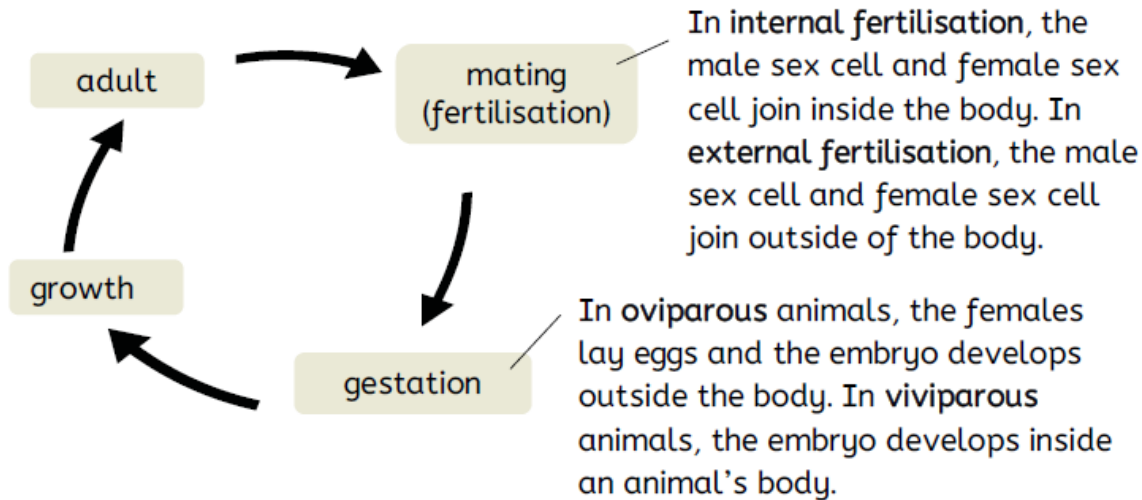 adult
mating
(fertilisation)
In internal fertilisation, the
male sex cell and female sex
cell join inside the body. In
external fertilisation, the male
sex cell and female sex cell
join outside of the body.
growth
gestation
In oviparous animals, the females
lay eggs and the embryo develops
outside the body. In viviparous
animals, the embryo develops inside
an animal’s body.